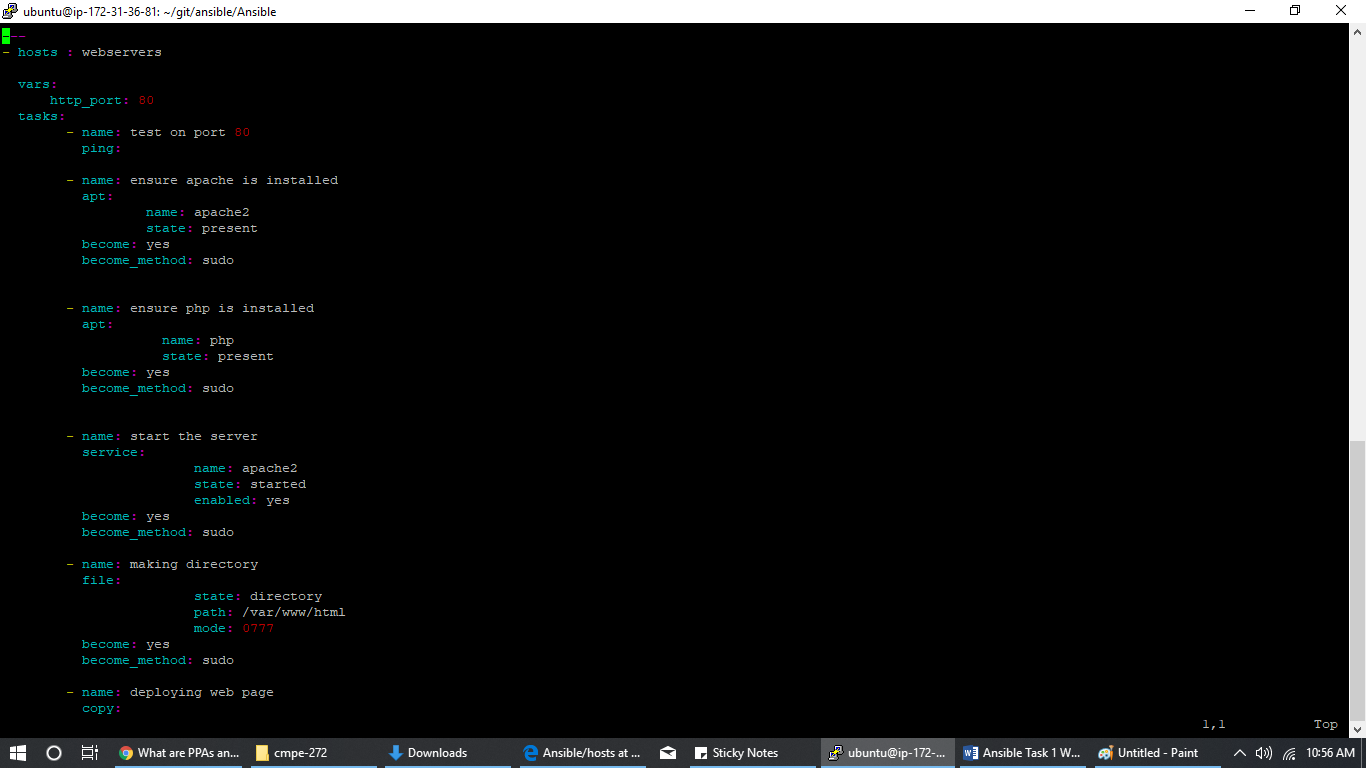 ubuntu@ip-172-31-36-81: ~/git/ansible/Ansible
---
- hosts : webservers
vars:
http_port: 80
tasks:
- name: test on port 80
ping:
- name: ensure apache is installed
apt:
name: apache2
state: present
become: yes
become_method: sudo
- name: ensure php is installed
apt:
name: php
state: present
become: yes
become_method: sudo
- name: start the server
service:
name: apache2
state: started
enabled: yes
become: yes
become_method: sudo
- name: making directory
file:
state: directory
path: /var/www/html
mode: 0777
become: yes
become_method: sudo
- name: deploying web page
copy:
1,1 Top
What are PPAs an... cmpe-272 Downloads Ansible/hosts at ... Sticky Notes ubuntu@ip-172-... Ansible Task 1 W... Untitled - Paint 10:56 AM